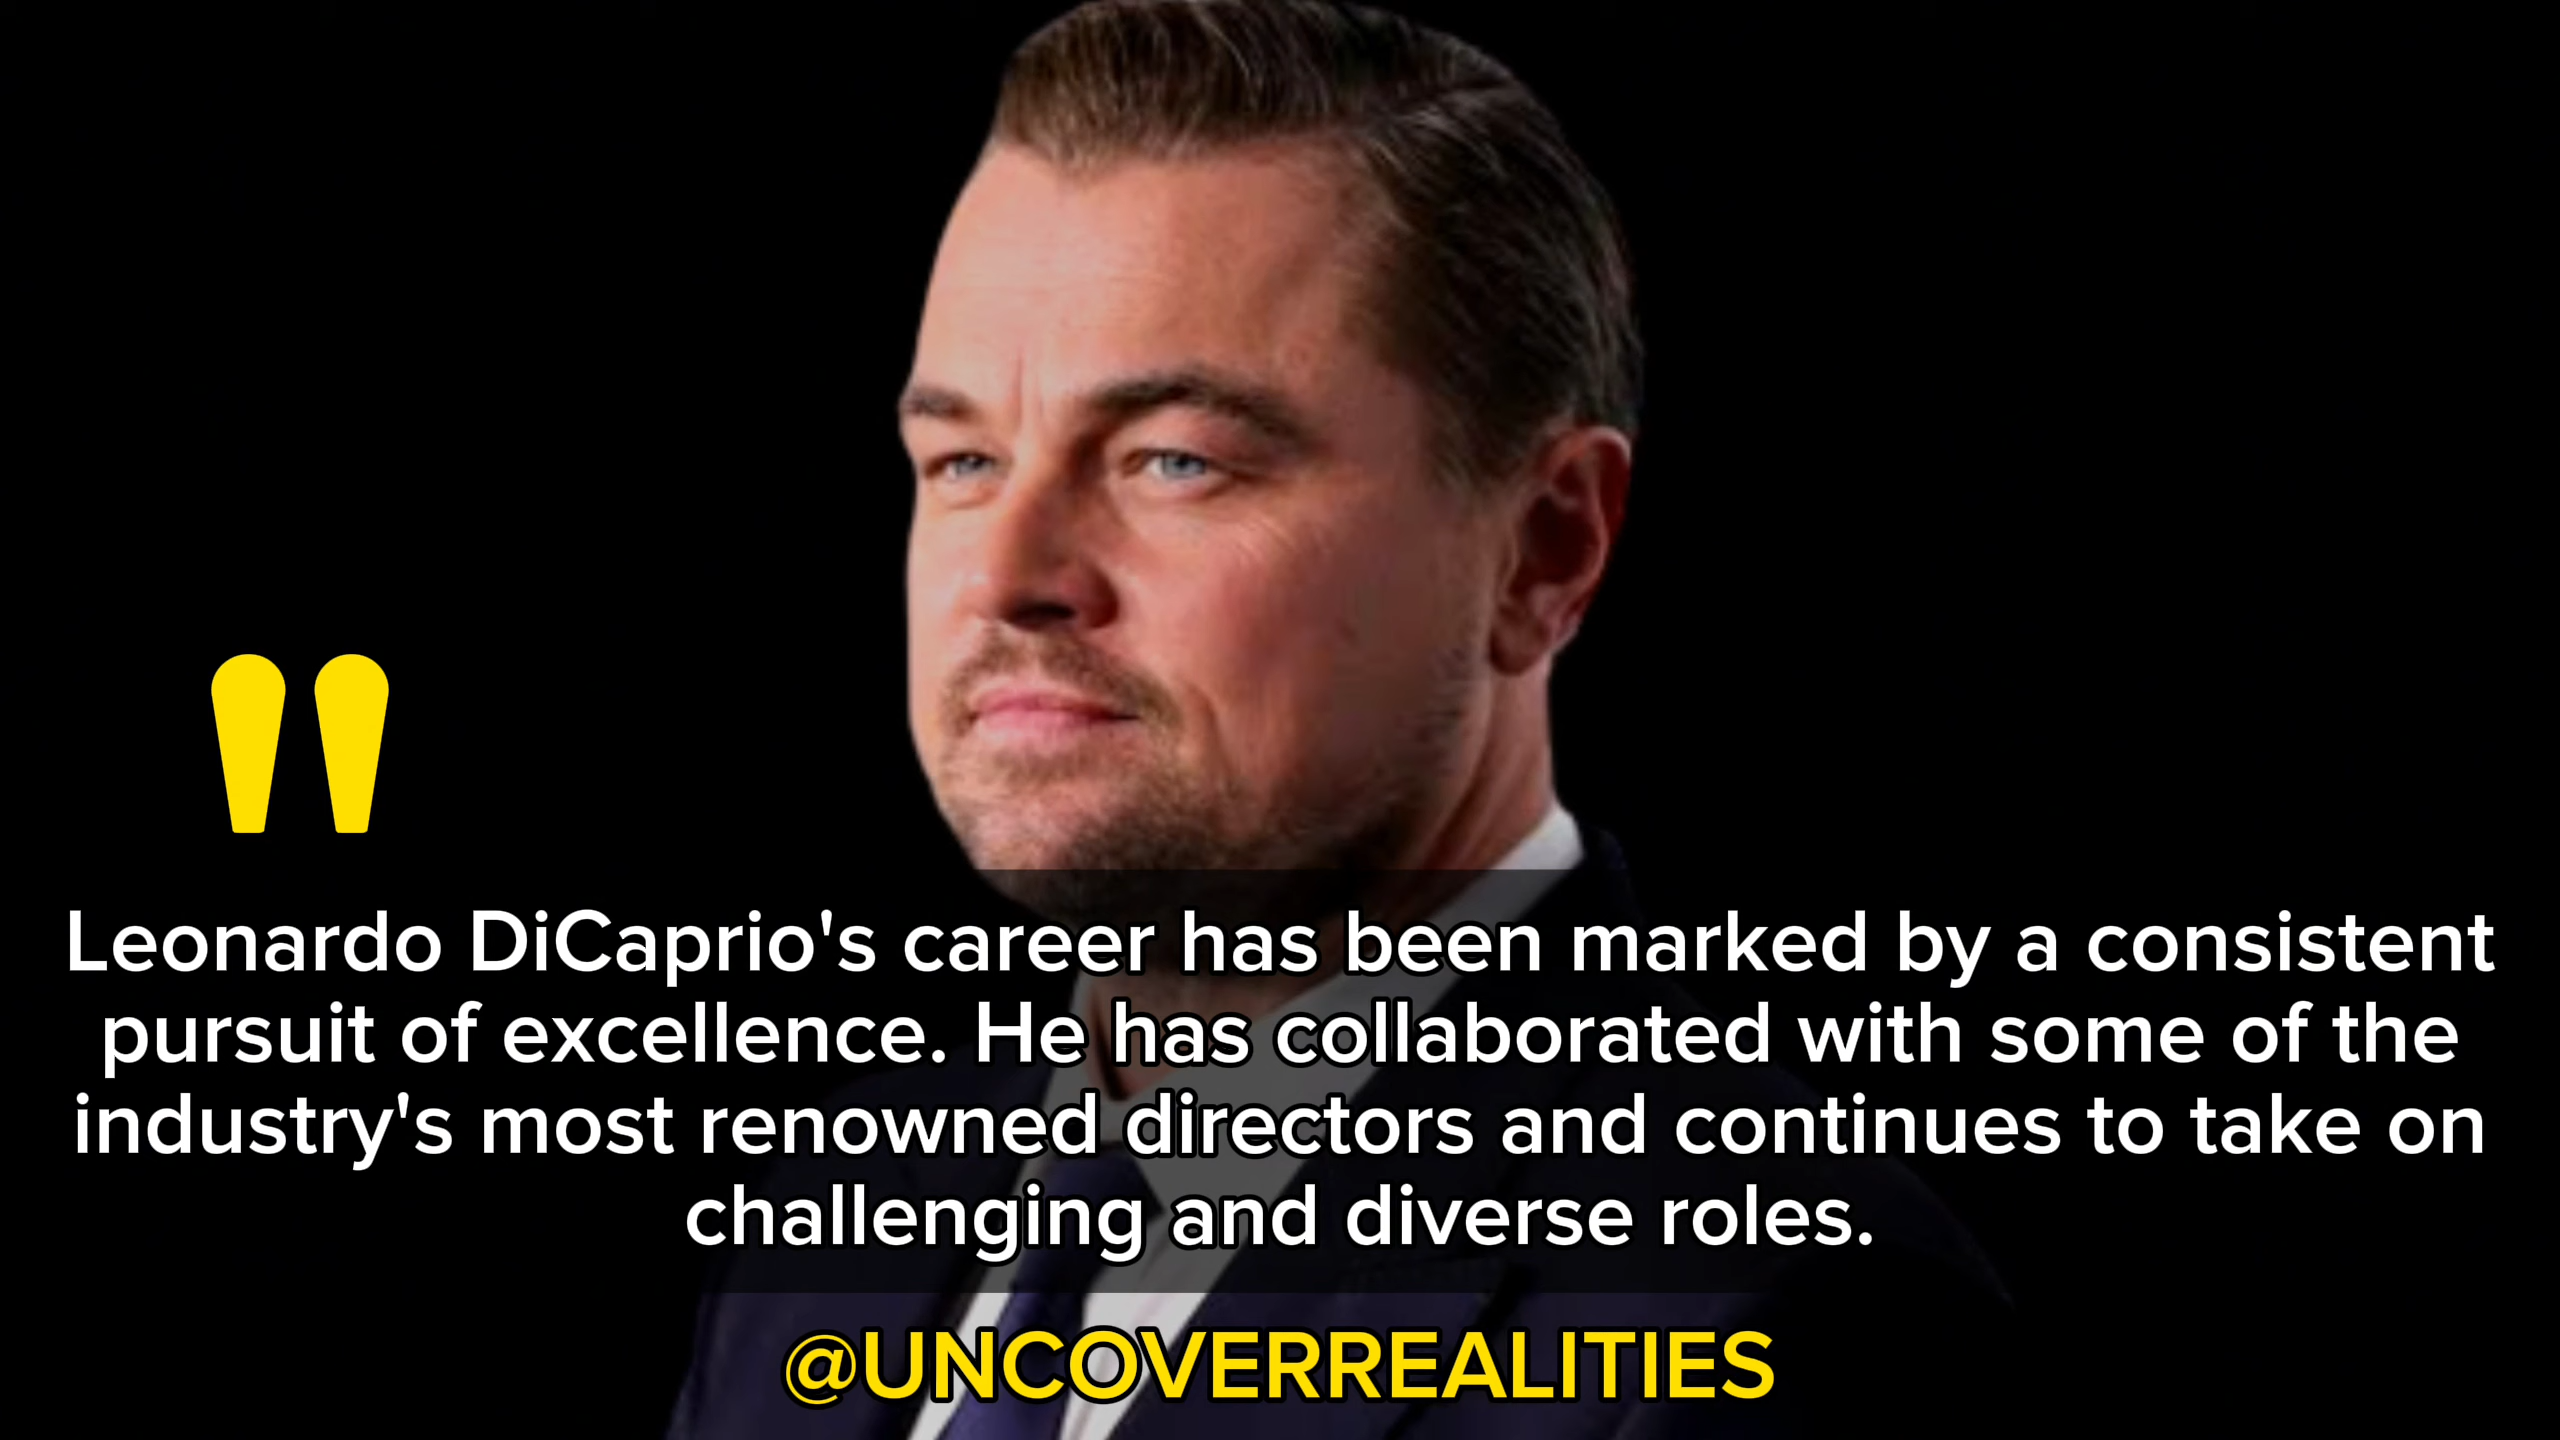 "
Leonardo DiCaprio's career has been marked by a consistent
pursuit of excellence. He has collaborated with some of the
industry's most renowned directors and continues to take on
challenging and diverse roles.
@UNCOVERREALITIES